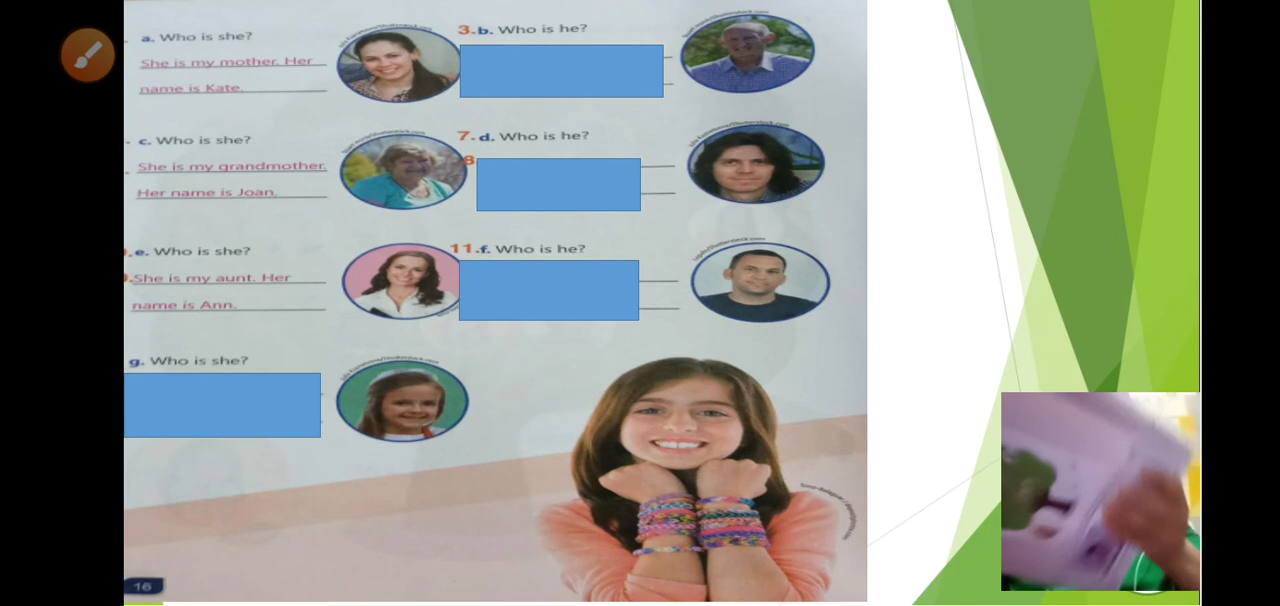 a. Who is she?
She is my mother. Her
name is Kate.
3. b. Who is he?
c. Who is she?
She is my grandmother.
Her name is Joan.
7. d. Who is he?
8
e. Who is she?
She is my aunt. Her
name is Ann.
11. f. Who is he?
g. Who is she?
16